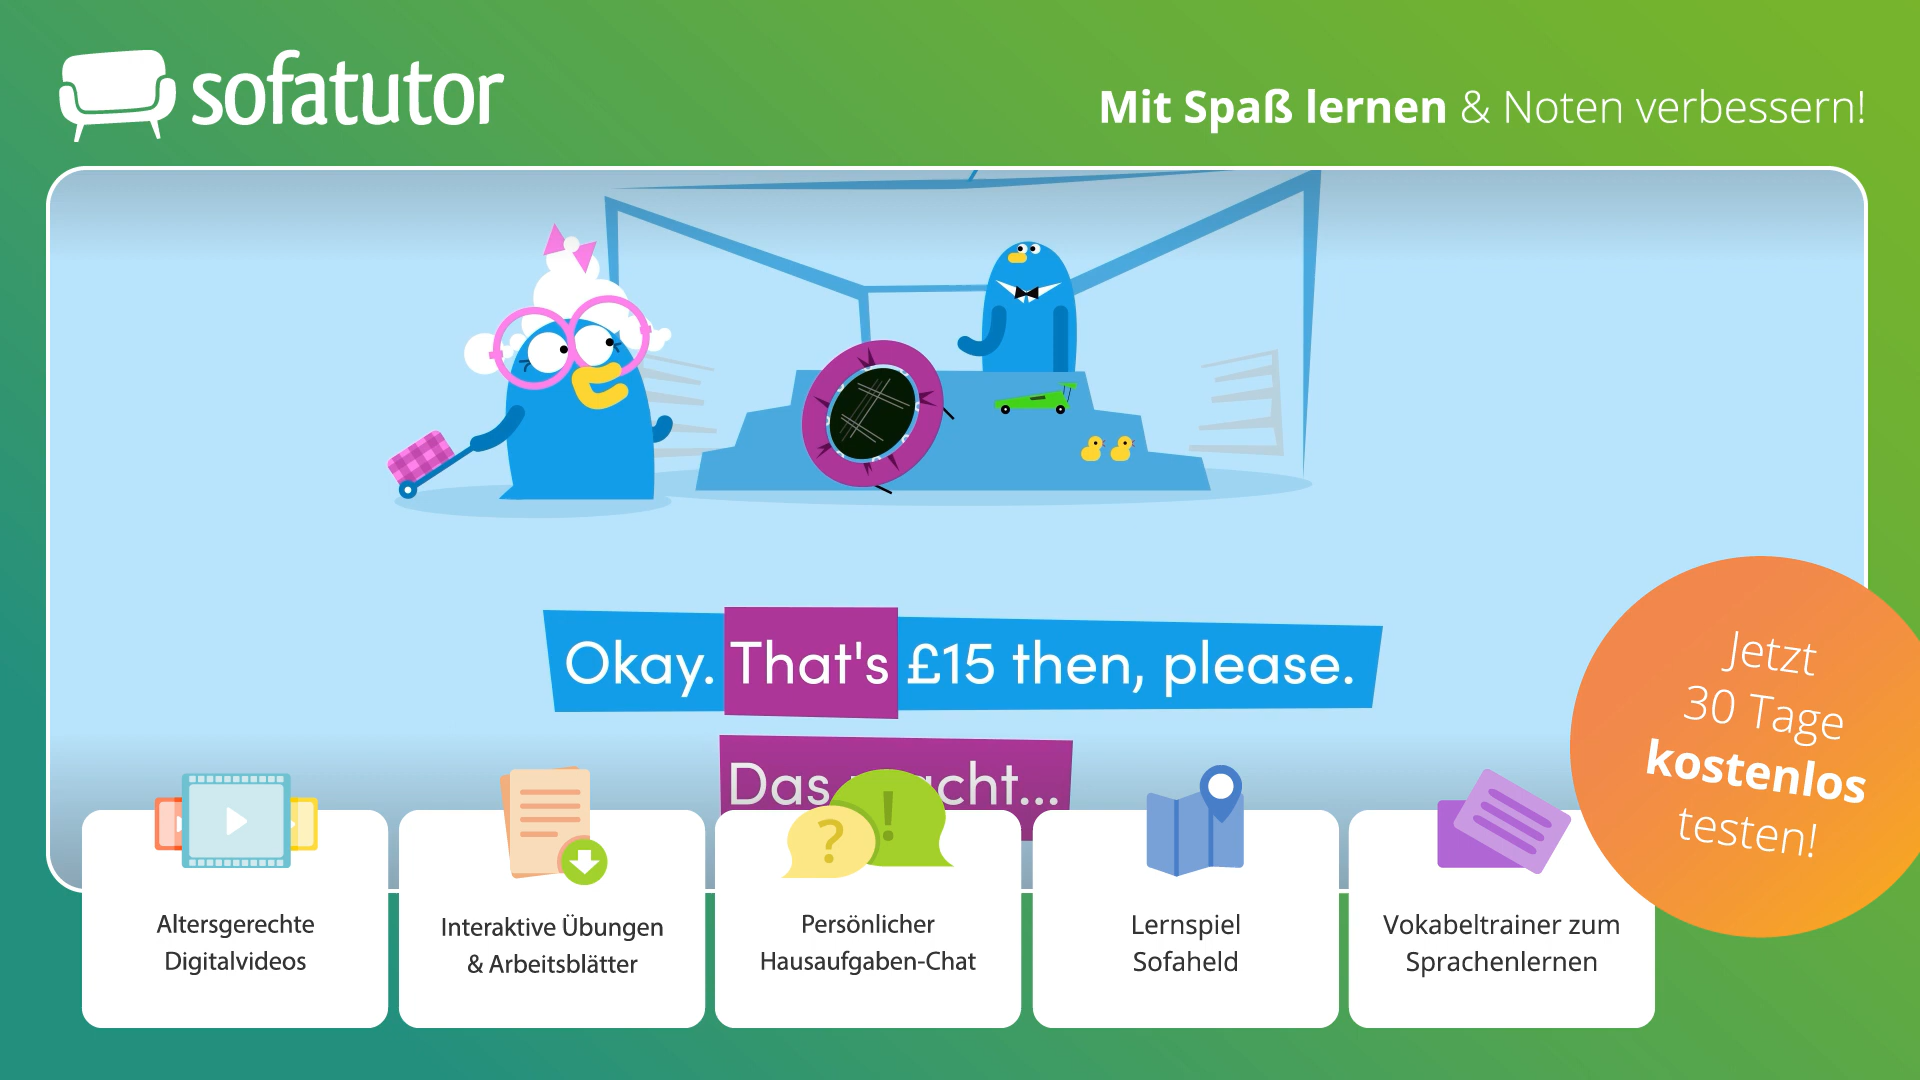 sofatutor
Mit Spaß lernen & Noten verbessern!
Okay. That's £15 then, please.
Das
?
!
Jetzt
30 Tage
kostenlos
testen!
Altersgerechte
Digitalvideos
Interaktive Übungen
& Arbeitsblätter
Persönlicher
Hausaufgaben-Chat
Lernspiel
Sofaheld
Vokabeltrainer zum
Sprachenlernen